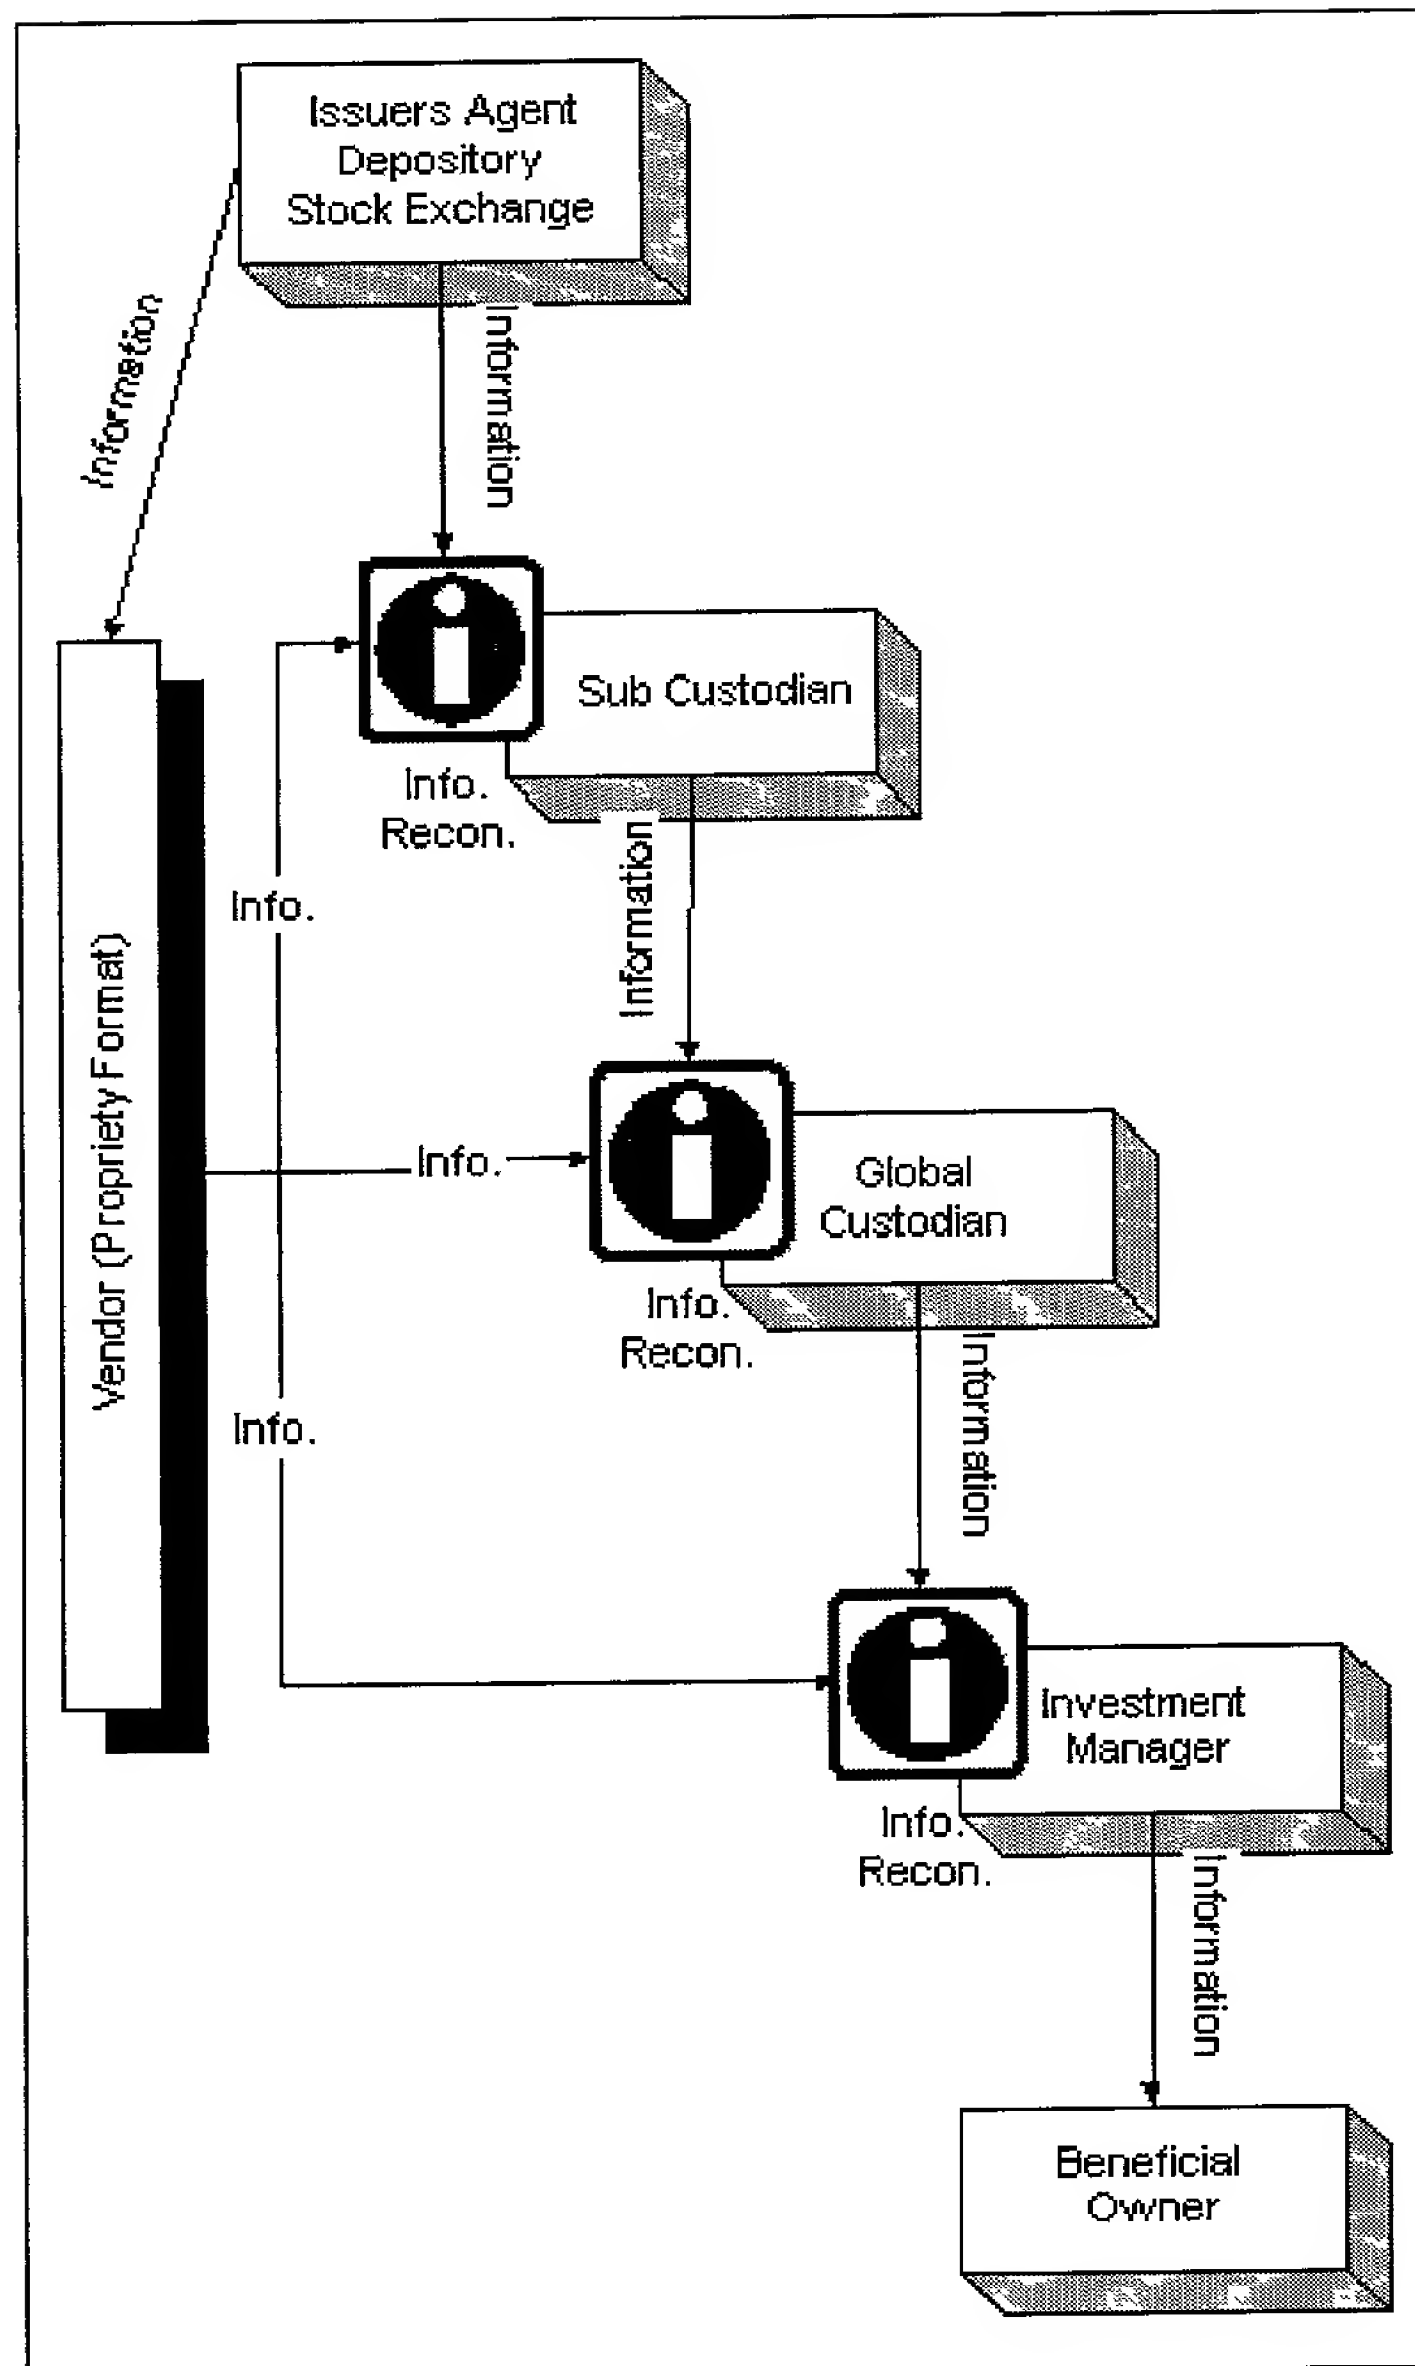 Issuers Agent
Depository
Stock Exchange
Information
Information
Sub Custodian
Info.
Recon.
Information
Info.
Vendor (Propriety Format)
Info.
Global
Custodian
Info.
Recon.
Information
Info.
Investment
Manager
Info.
Recon.
Information
Beneficial
Owner